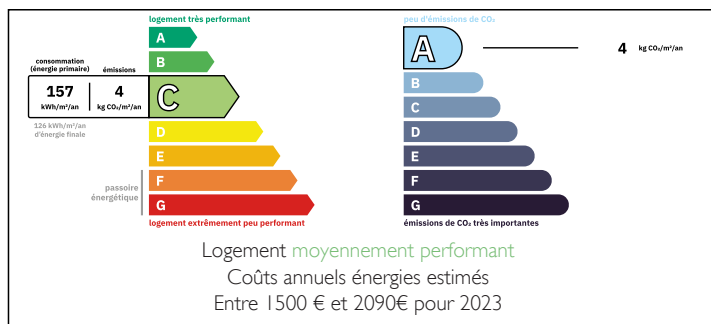 logement très performant
A
B
consommation
(énergie primaire)
émissions
157
kWh/m²/an
4
kg CO₂/m²/an
C
126 kWh/m²/an
d'énergie finale
D
E
passoire
énergétique
F
G
logement extrêmement peu performant
peu d'émissions de CO₂
A
4 kg CO₂/m²/an
B
C
D
E
F
G
émissions de CO₂ très importantes
Logement moyennement performant
Coûts annuels énergies estimés
Entre 1500 € et 2090€ pour 2023